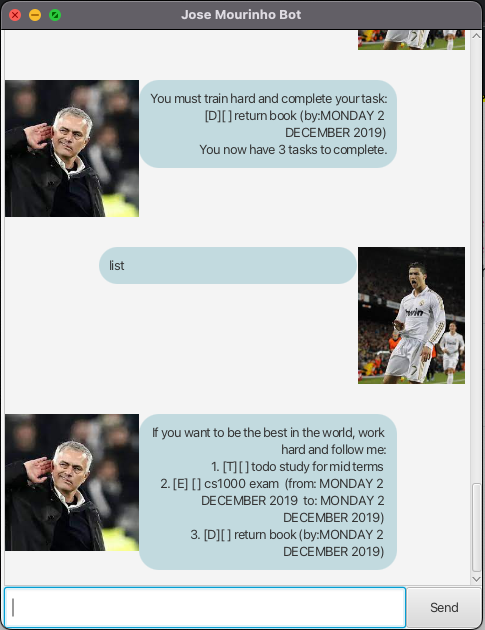 Jose Mourinho Bot
You must train hard and complete your task:
[D][ ] return book (by:MONDAY 2
DECEMBER 2019)
You now have 3 tasks to complete.
list
bwin
If you want to be the best in the world, work
hard and follow me:
1. [T][ ] todo study for mid terms
2. [E] [ ] cs1000 exam (from: MONDAY 2
DECEMBER 2019 to: MONDAY 2
DECEMBER 2019)
3. [D][ ] return book (by:MONDAY 2
DECEMBER 2019)
Send